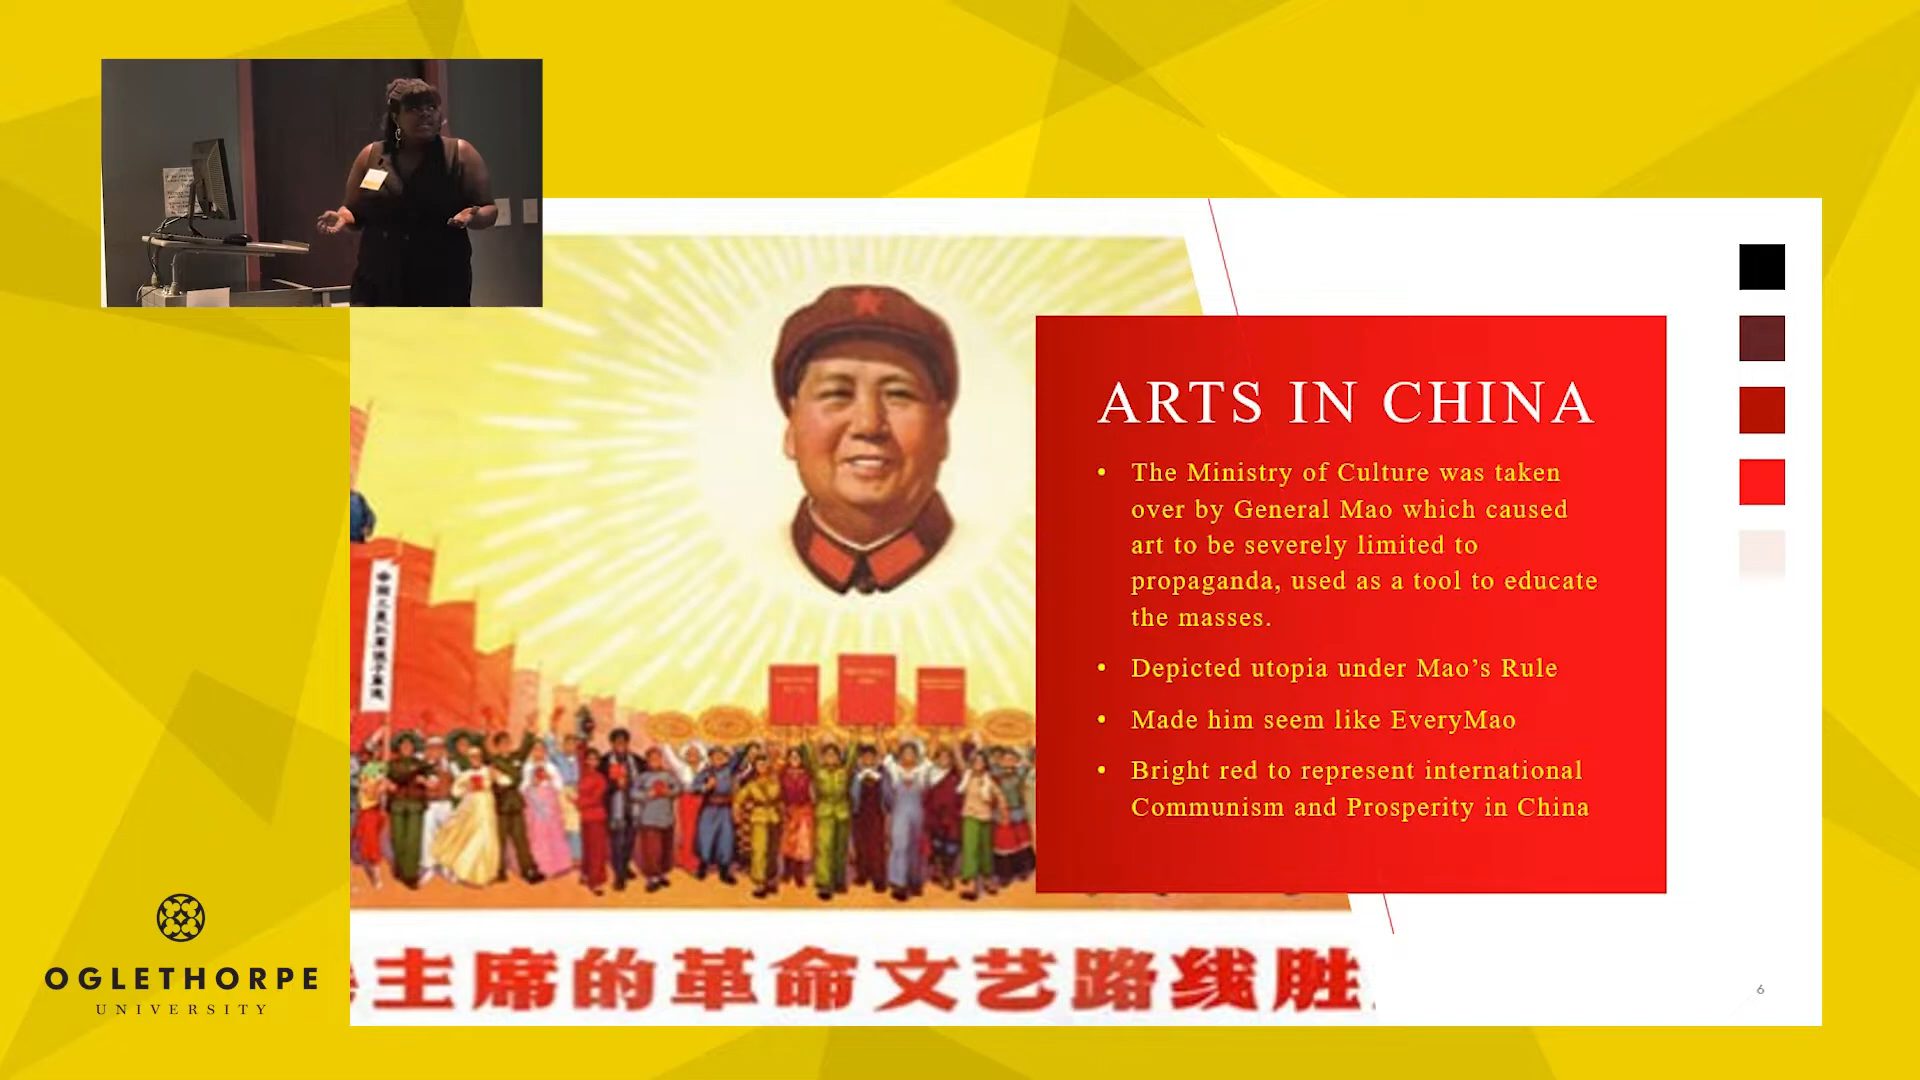 ARTS IN CHINA
• The Ministry of Culture was taken
over by General Mao which caused
art to be severely limited to
propaganda, used as a tool to educate
the masses.
• Depicted utopia under Mao’s Rule
• Made him seem like EveryMao
• Bright red to represent international
Communism and Prosperity in China
主席的革命文艺路线胜
6
OGLETHORPE
UNIVERSITY